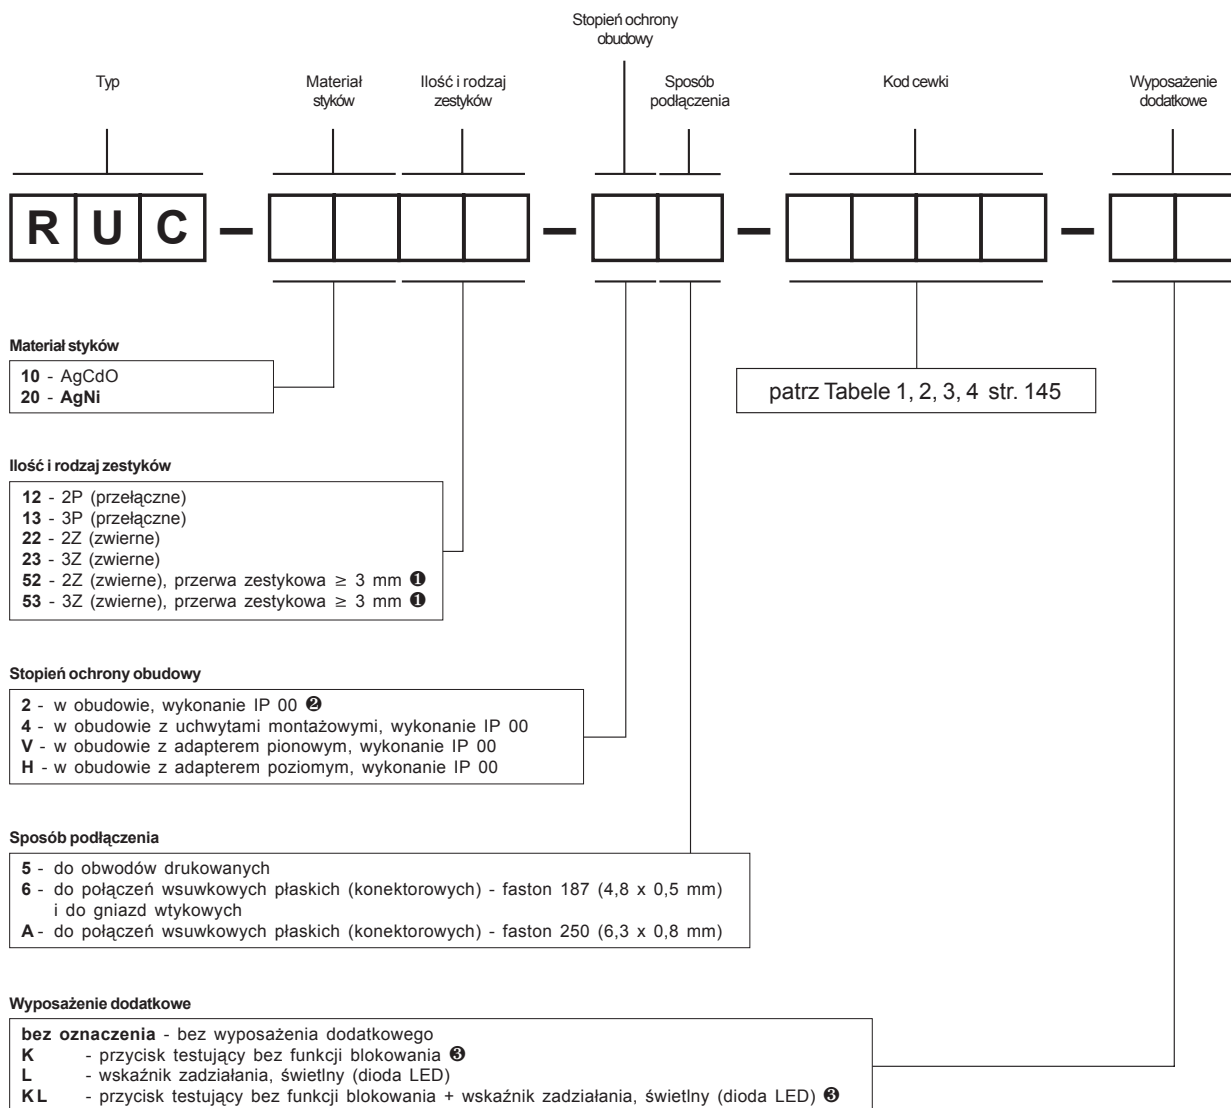 Stopień ochrony
obudowy
Typ
Materiał
styków
Ilość i rodzaj
zestyków
Sposób
podłączenia
Kod cewki
Wyposażenie
dodatkowe
R U C – – – –
Materiał styków
10 - AgCdO
20 - AgNi
patrz Tabele 1, 2, 3, 4 str. 145
Ilość i rodzaj zestyków
12 - 2P (przełączne)
13 - 3P (przełączne)
22 - 2Z (zwierne)
23 - 3Z (zwierne)
52 - 2Z (zwierne), przerwa zestykowa ≥ 3 mm ❶
53 - 3Z (zwierne), przerwa zestykowa ≥ 3 mm ❶
Stopień ochrony obudowy
2 - w obudowie, wykonanie IP 00 ❷
4 - w obudowie z uchwytami montażowymi, wykonanie IP 00
V - w obudowie z adapterem pionowym, wykonanie IP 00
H - w obudowie z adapterem poziomym, wykonanie IP 00
Sposób podłączenia
5 - do obwodów drukowanych
6 - do połączeń wsuwkowych płaskich (konektorowych) - faston 187 (4,8 x 0,5 mm)
i do gniazd wtykowych
A - do połączeń wsuwkowych płaskich (konektorowych) - faston 250 (6,3 x 0,8 mm)
Wyposażenie dodatkowe
bez oznaczenia - bez wyposażenia dodatkowego
K - przycisk testujący bez funkcji blokowania ❸
L - wskaźnik zadziałania, świetlny (dioda LED)
KL - przycisk testujący bez funkcji blokowania + wskaźnik zadziałania, świetlny (dioda LED) ❸